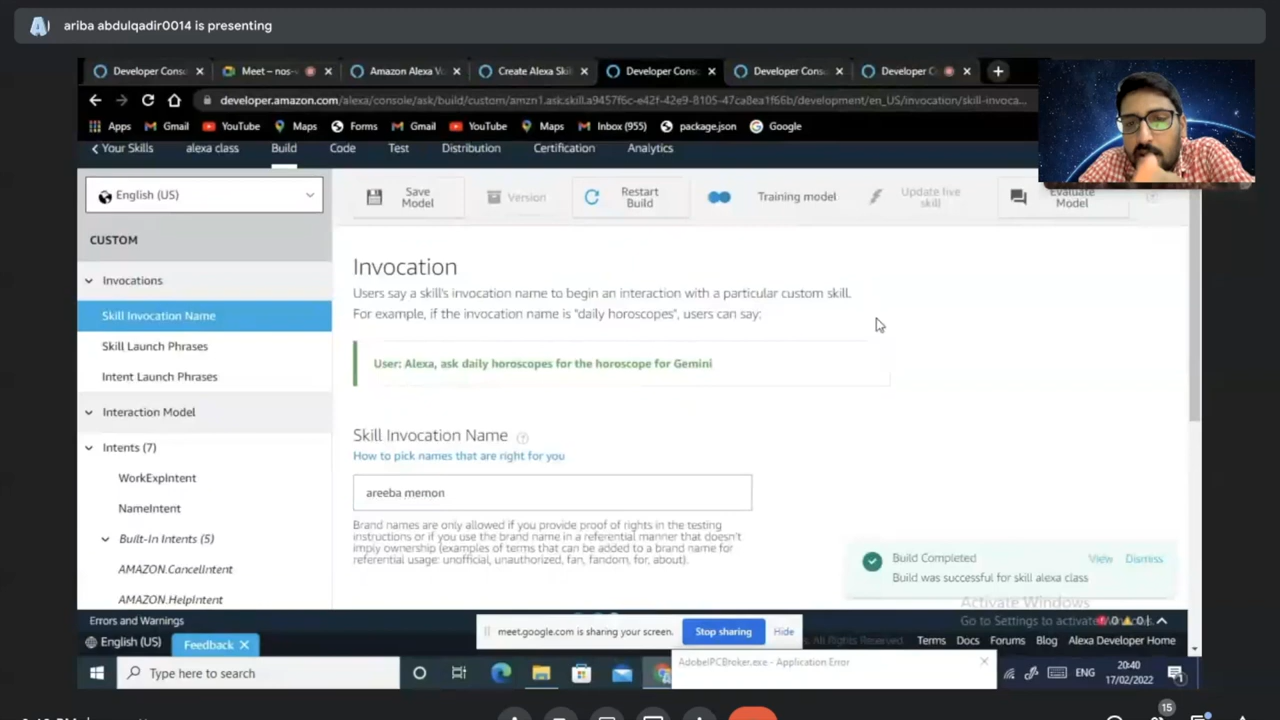 ariba abdulqadir0014 is presenting
Developer Cons
Meet – nos-
Amazon Alexa V
Create Alexa Skil
Developer Cons
Developer Cons
Developer C
developer.amazon.com/alexa/console/ask/build/custom/amzn1.ask.skill.a9457f6c-e42f-42e9-8105-47ca8ea1f66b/development/en_US/invocation/skill-invoca...
Apps Gmail YouTube Maps Forms Gmail YouTube Maps Inbox (955) package.json Google
Your Skills alexa class Build Code Test Distribution Certification Analytics
English (US)
Save Model
Version
Restart Build
Training model
Update live skill
Evaluate Model
CUSTOM
Invocations
Skill Invocation Name
Skill Launch Phrases
Intent Launch Phrases
Interaction Model
Intents (7)
WorkExpIntent
NameIntent
Built-In Intents (5)
AMAZON.CancelIntent
AMAZON.HelpIntent
Invocation
Users say a skill's invocation name to begin an interaction with a particular custom skill.
For example, if the invocation name is "daily horoscopes", users can say:
User: Alexa, ask daily horoscopes for the horoscope for Gemini
Skill Invocation Name
How to pick names that are right for you
areeba memon
Brand names are only allowed if you provide proof of rights in the testing
instructions or if you use the brand name in a referential manner that doesn't
imply ownership (examples of terms that can be added to a brand name for
referential usage: unofficial, unauthorized, fan, fandom, for, about).
Build Completed View Dismiss
Build was successful for skill alexa class
Activate Windows
Go to Settings to activate Windows.
Errors and Warnings
English (US) Feedback
meet.google.com is sharing your screen. Stop sharing Hide
All Rights Reserved
Terms Docs Forums Blog Alexa Developer Home
AdobeIPCBroker.exe - Application Error
Type here to search
ENG
20:40
17/02/2022
1
15